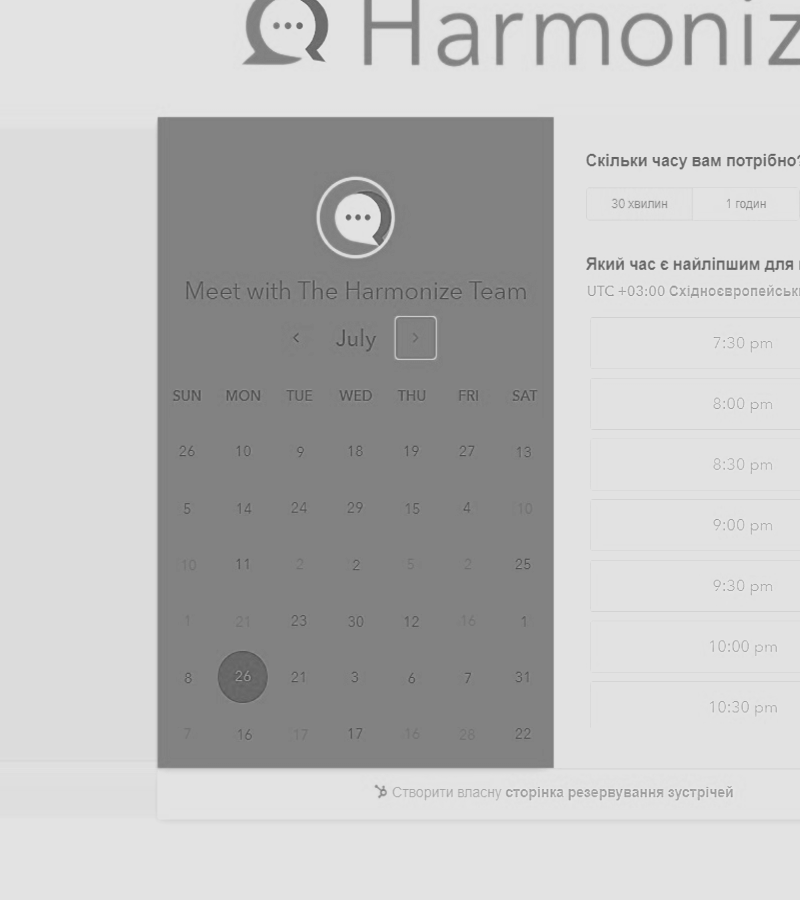 Harmoniz
Meet with The Harmonize Team
July
SUN MON TUE WED THU FRI SAT
26 10 9 18 19 27 13
5 14 24 29 15 4 10
10 11 2 2 5 2 25
1 21 23 30 12 16 1
8 26 21 3 6 7 31
7 16 17 17 16 28 22
Скільки часу вам потрібно?
30 хвилин 1 годин
Який час є найліпшим для
UTC +03:00 Східноєвропейськ
7:30 pm
8:00 pm
8:30 pm
9:00 pm
9:30 pm
10:00 pm
10:30 pm
Створити власну сторінка резервування зустрічей